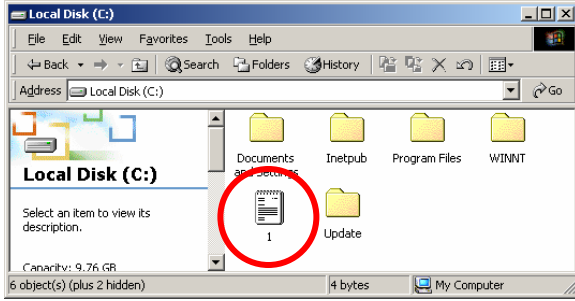 Local Disk (C:)
File Edit View Favorites Tools Help
Back Search Folders History
Address Local Disk (C:) Go
Documents and Settings
Inetpub
Program Files
WINNT
Local Disk (C:)
Select an item to view its
description.
1
Update
Capacity: 9.76 GB
6 object(s) (plus 2 hidden) 4 bytes My Computer